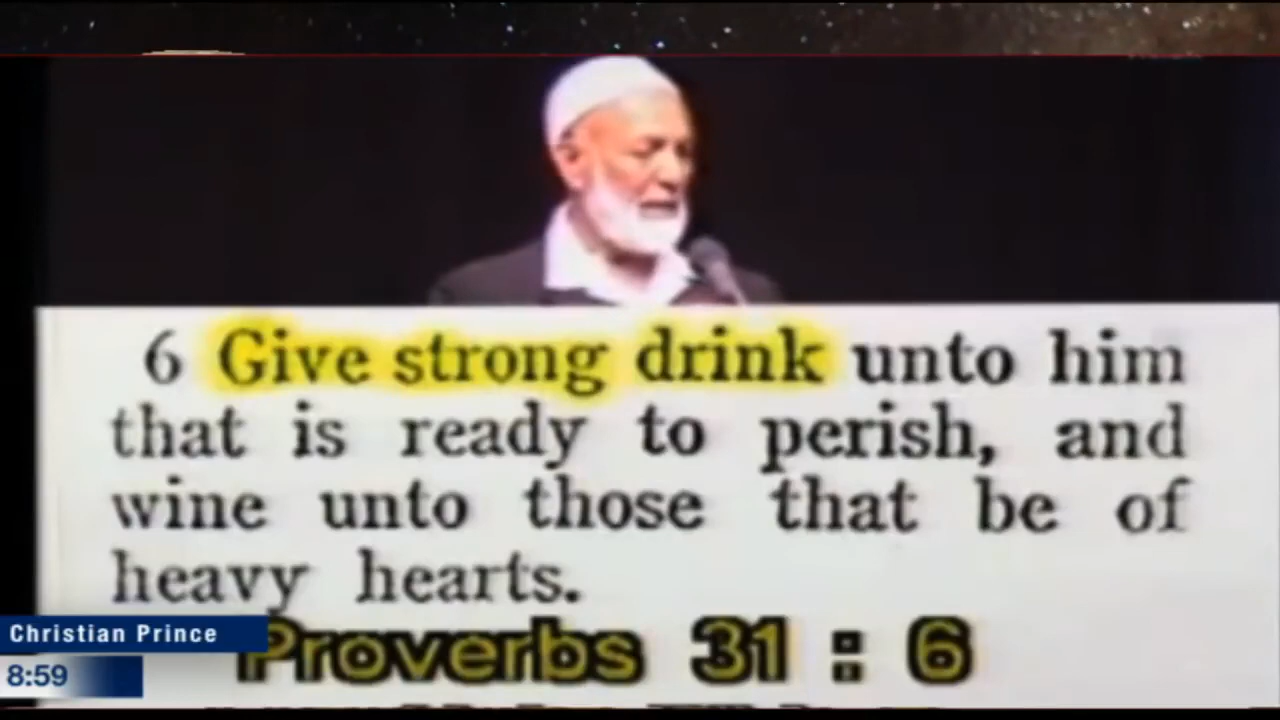 6 Give strong drink unto him
that is ready to perish, and
wine unto those that be of
heavy hearts.
Christian Prince
Proverbs 31 : 6
8:59